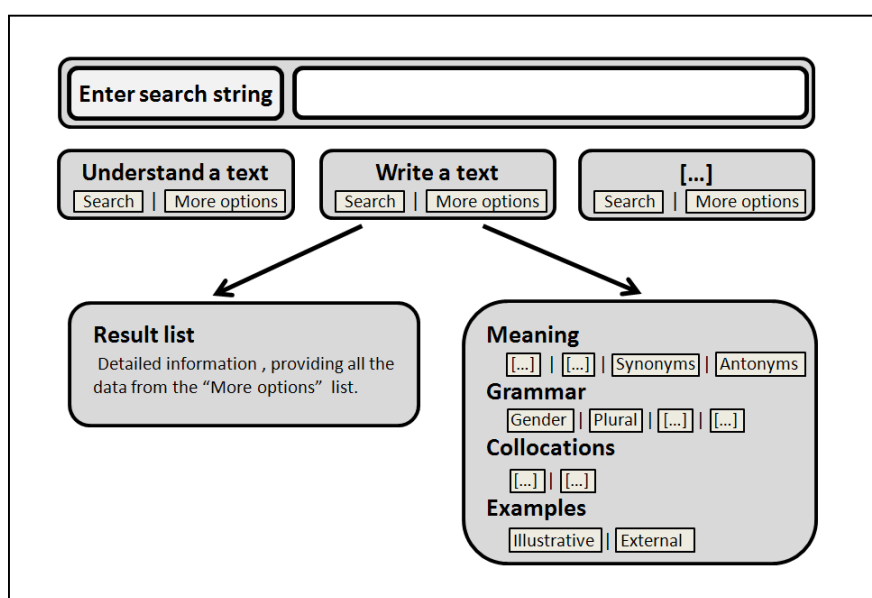 Enter search string
Understand a text Write a text [...]
Search | More options Search | More options Search | More options
Result list
Detailed information , providing all the
data from the “More options” list.
Meaning
[...] | [...] | Synonyms | Antonyms
Grammar
Gender | Plural | [...] | [...]
Collocations
[...] | [...]
Examples
Illustrative | External